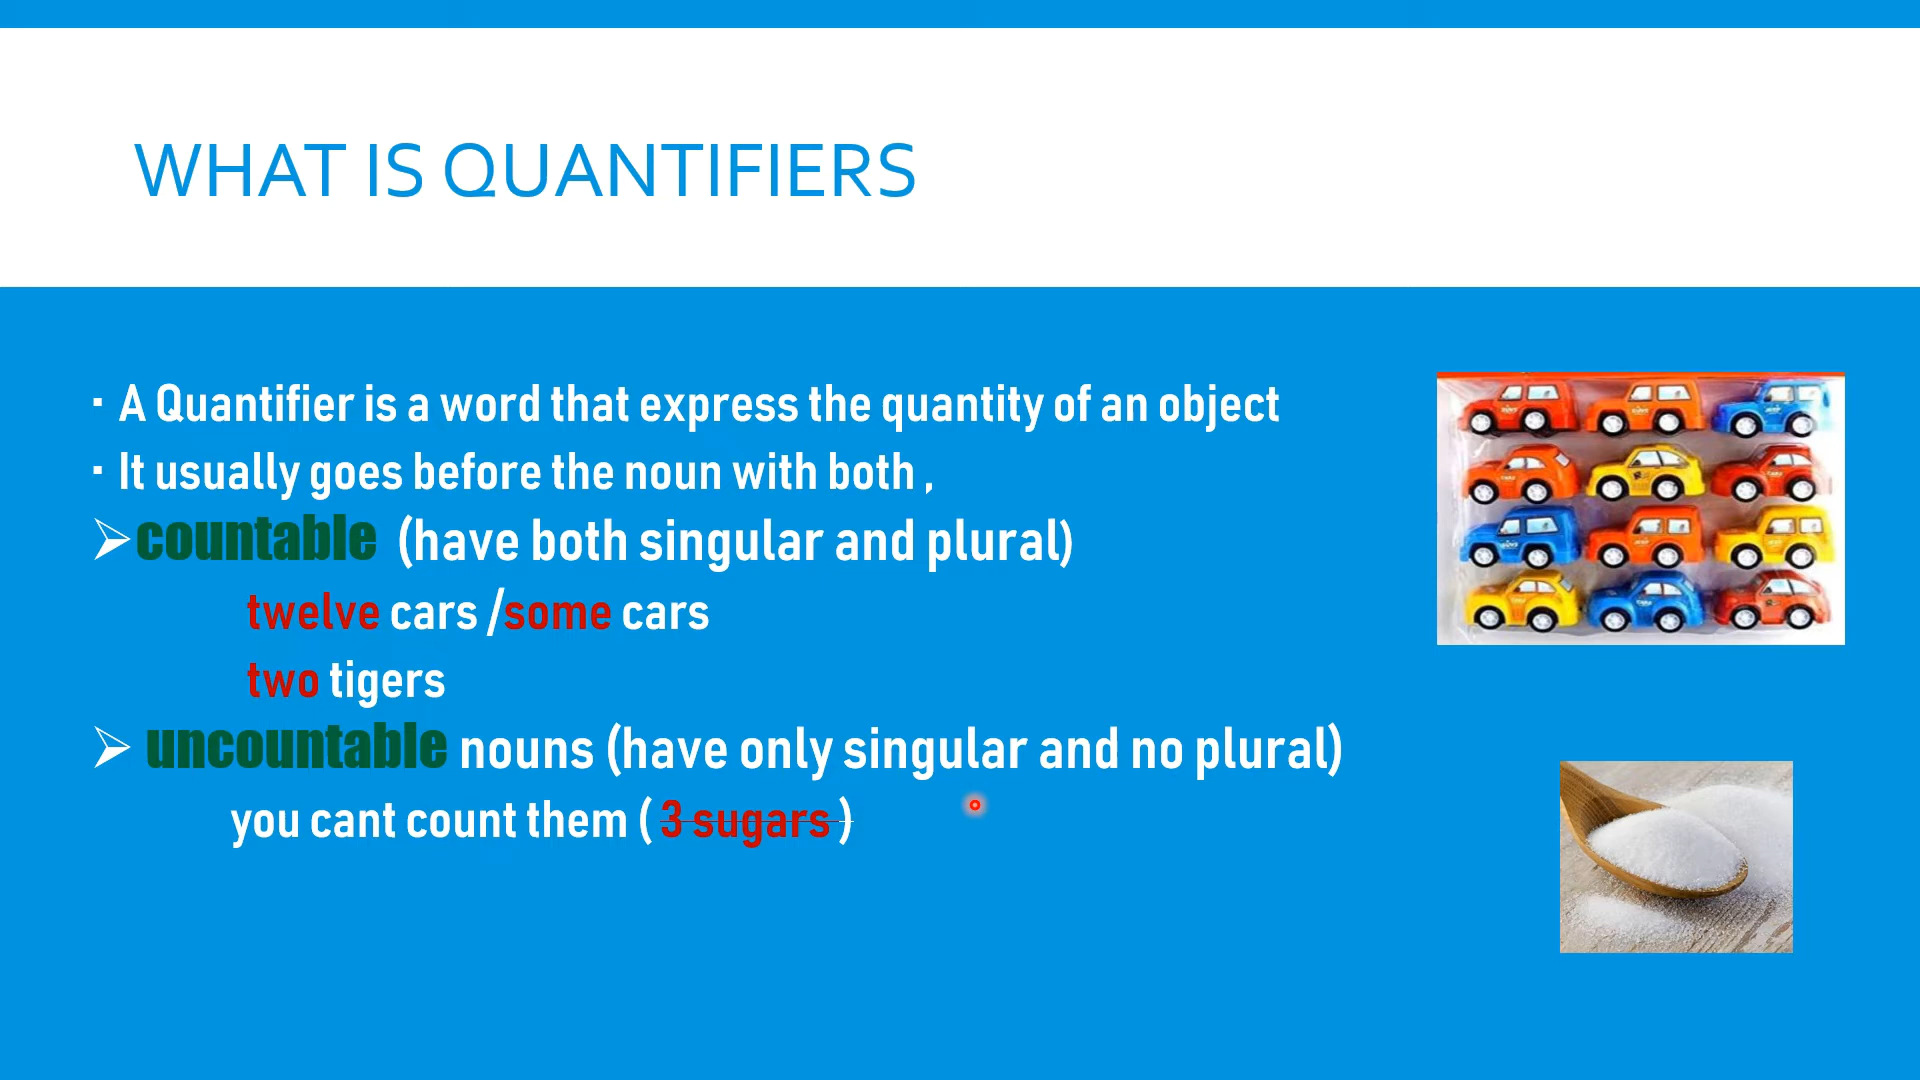 WHAT IS QUANTIFIERS
▪ A Quantifier is a word that express the quantity of an object
▪ It usually goes before the noun with both ,
➢countable (have both singular and plural)
twelve cars /some cars
two tigers
➢ uncountable nouns (have only singular and no plural)
you cant count them ( 3 sugars )